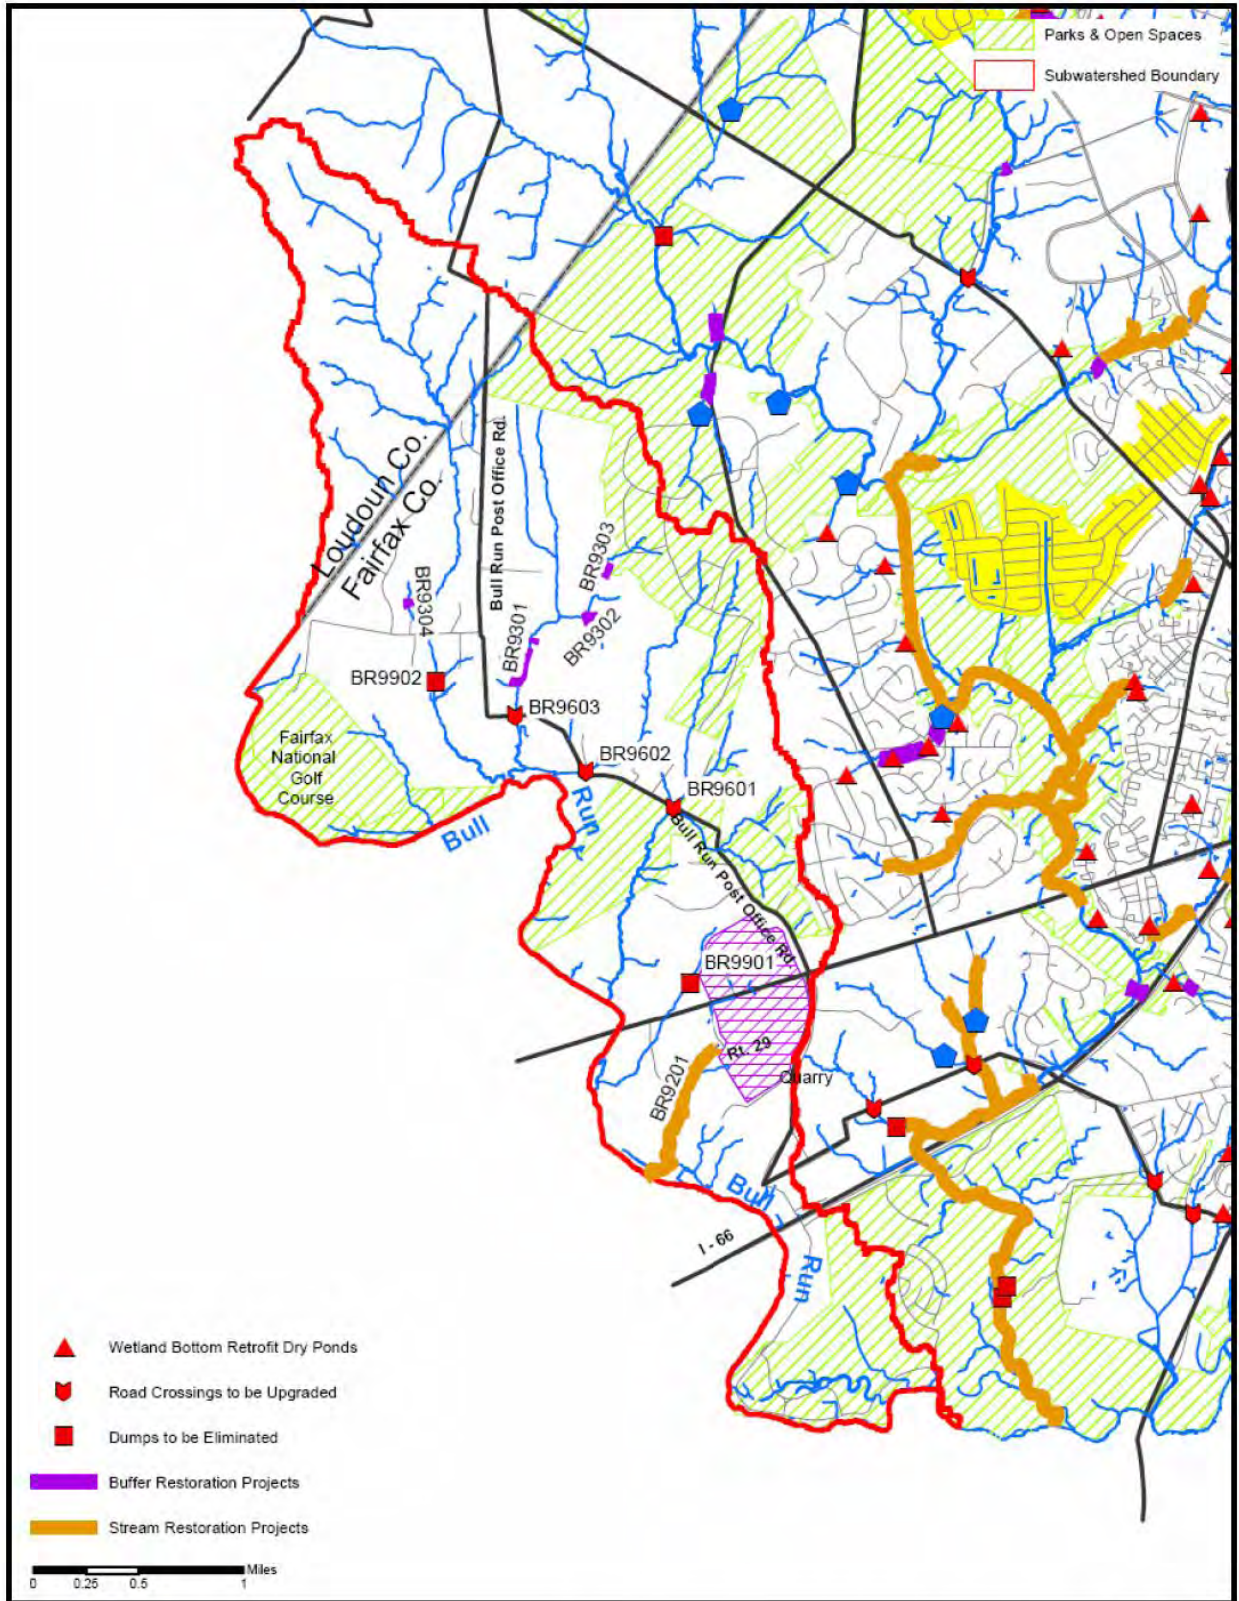 Parks & Open Spaces
Subwatershed Boundary
Loudoun Co.
Fairfax Co.
Bull Run Post Office Rd.
BR9303
BR9304
BR9302
BR9301
BR9902
BR9603
Fairfax
National
Golf
Course
BR9602
BR9601
Bull
Run
Bull Run Post Office Rd.
BR9901
Rt. 29
Quarry
BR9201
Bull
Run
I - 66
Wetland Bottom Retrofit Dry Ponds
Road Crossings to be Upgraded
Dumps to be Eliminated
Buffer Restoration Projects
Stream Restoration Projects
Miles
0 0.25 0.5 1